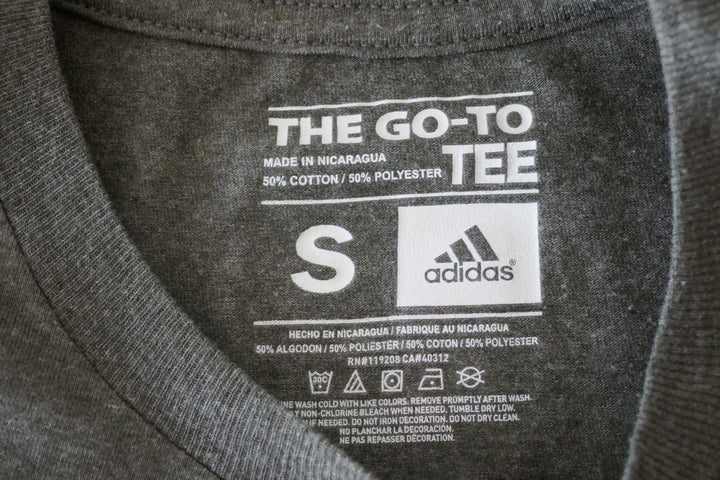 THE GO-TO
TEE
MADE IN NICARAGUA
50% COTTON / 50% POLYESTER
S
adidas®
HECHO EN NICARAGUA / FABRIQUE AU NICARAGUA
50% ALGODON / 50% POLIESTER / 50% COTON / 50% POLYESTER
RN#119208 CA#40312
30C
WASH COLD WITH LIKE COLORS. REMOVE PROMPTLY AFTER WASH.
NON-CHLORINE BLEACH WHEN NEEDED. TUMBLE DRY LOW.
IF NEEDED. DO NOT IRON DECORATION. DO NOT DRY CLEAN.
NO PLANCHAR LA DECORACION.
NE PAS REPASSER DÉCORATION.